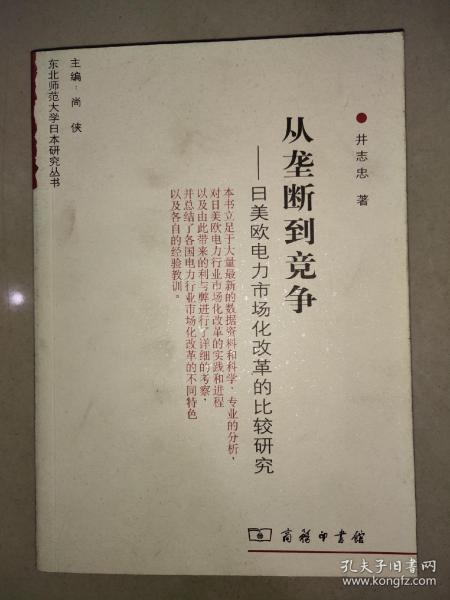 井志忠 著
从垄断到竞争
——日美欧电力市场化改革的比较研究
本书立足于大量最新的数据资料和科学、专业的分析，
对日美欧电力行业市场化改革的实践和进程
以及由此带来的利与弊进行了详细的考察，
并总结了各国电力行业市场化改革的不同特色
以及各自的经验教训。
主编：尚侠
东北师范大学日本研究丛书
商务印书馆
孔夫子旧书网
www.kongfz.com